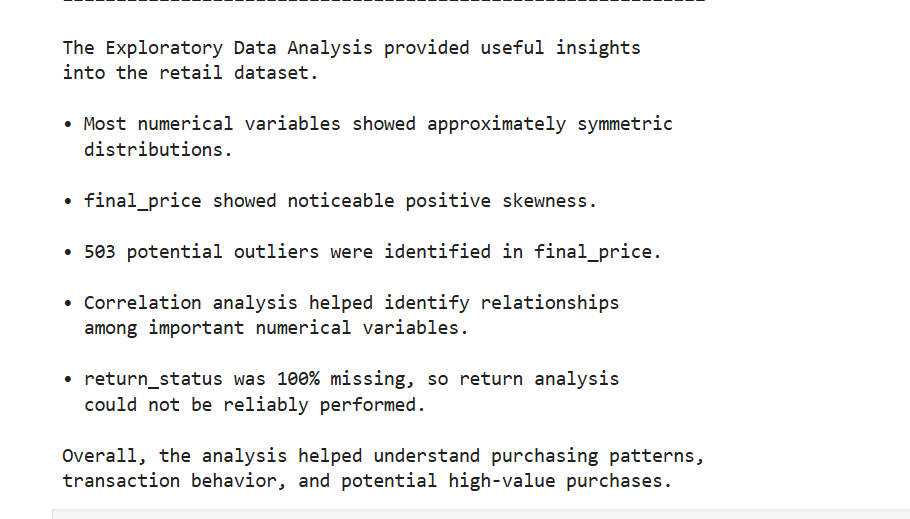 The Exploratory Data Analysis provided useful insights
into the retail dataset.
• Most numerical variables showed approximately symmetric
distributions.
• final_price showed noticeable positive skewness.
• 503 potential outliers were identified in final_price.
• Correlation analysis helped identify relationships
among important numerical variables.
• return_status was 100% missing, so return analysis
could not be reliably performed.
Overall, the analysis helped understand purchasing patterns,
transaction behavior, and potential high-value purchases.